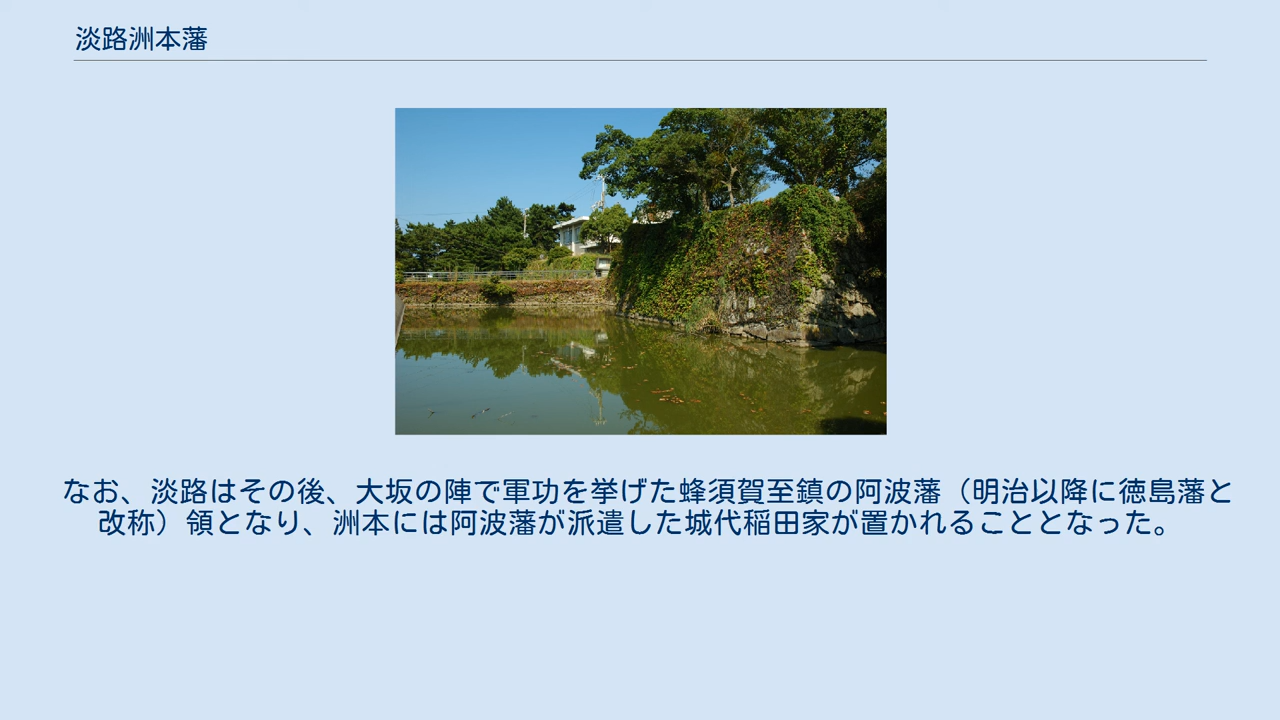 淡路洲本藩
なお、淡路はその後、大坂の陣で軍功を挙げた蜂須賀至鎮の阿波藩（明治以降に徳島藩と
改称）領となり、洲本には阿波藩が派遣した城代稲田家が置かれることとなった。